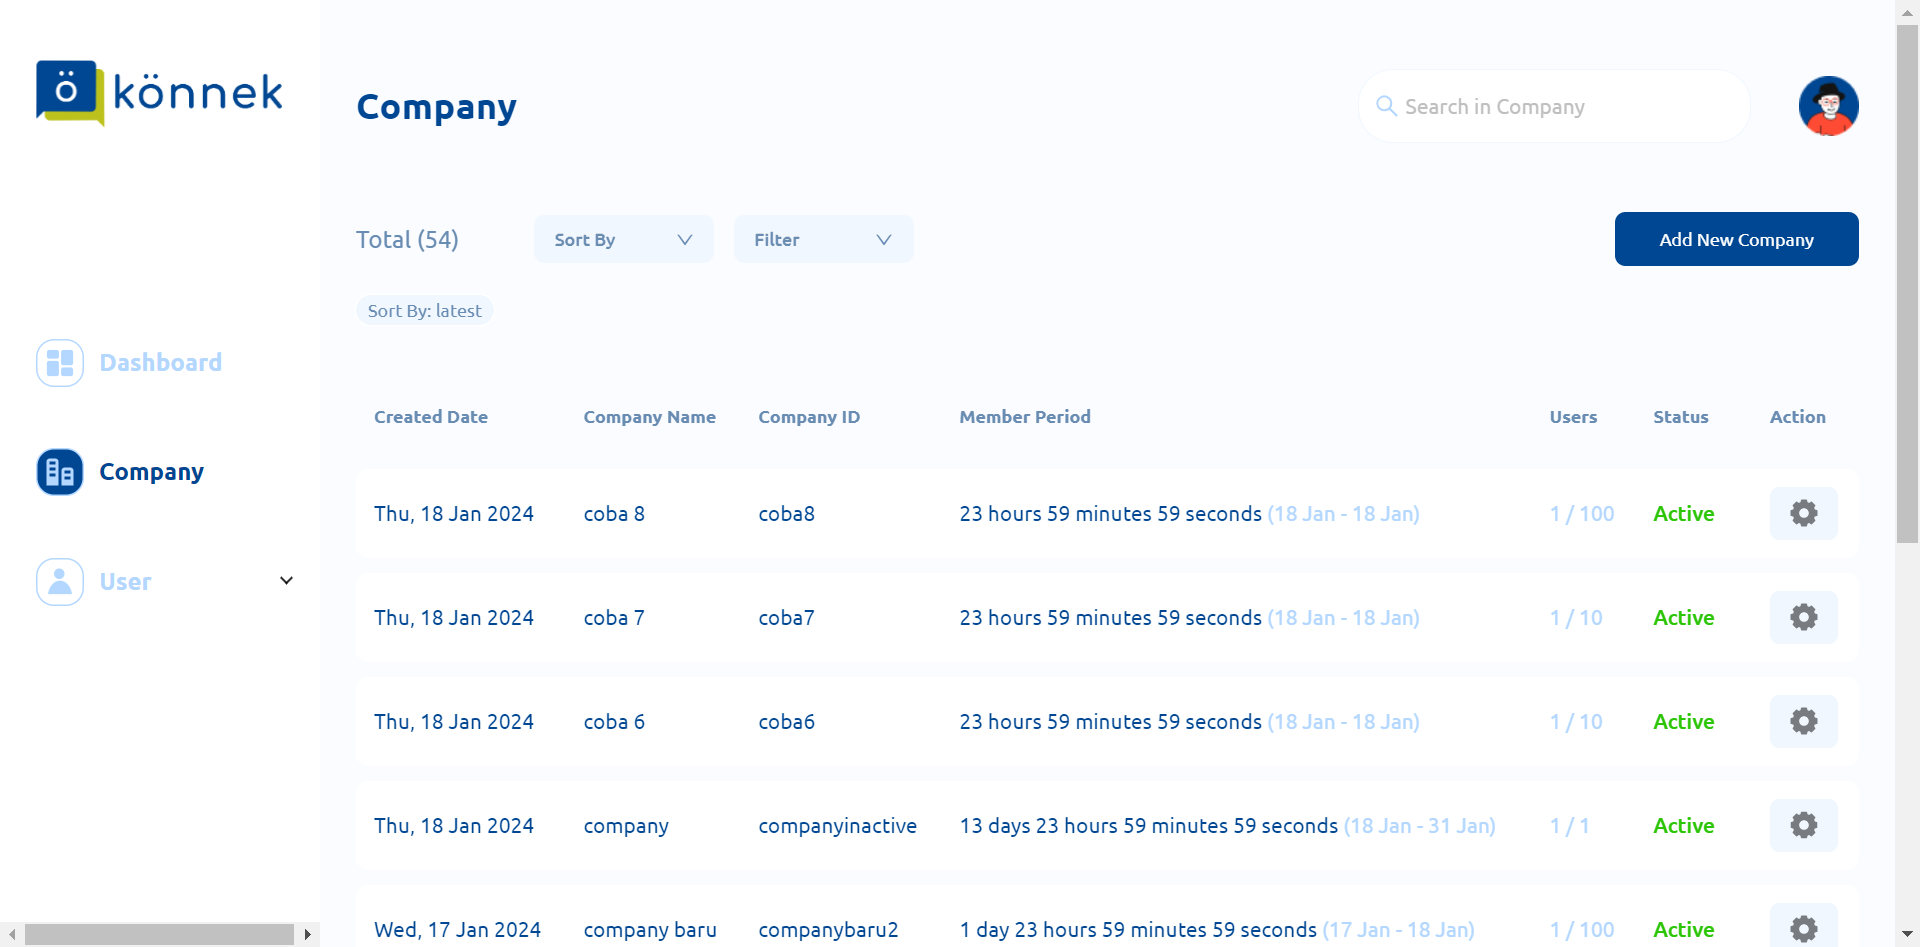 ö könnek
Company
Search in Company
Total (54)
Sort By
Filter
Add New Company
Sort By: latest
Dashboard
Company
User
Created Date Company Name Company ID Member Period Users Status Action
Thu, 18 Jan 2024 coba 8 coba8 23 hours 59 minutes 59 seconds (18 Jan - 18 Jan) 1 / 100 Active
Thu, 18 Jan 2024 coba 7 coba7 23 hours 59 minutes 59 seconds (18 Jan - 18 Jan) 1 / 10 Active
Thu, 18 Jan 2024 coba 6 coba6 23 hours 59 minutes 59 seconds (18 Jan - 18 Jan) 1 / 10 Active
Thu, 18 Jan 2024 company companyinactive 13 days 23 hours 59 minutes 59 seconds (18 Jan - 31 Jan) 1 / 1 Active
Wed, 17 Jan 2024 company baru companybaru2 1 day 23 hours 59 minutes 59 seconds (17 Jan - 18 Jan) 1 / 100 Active